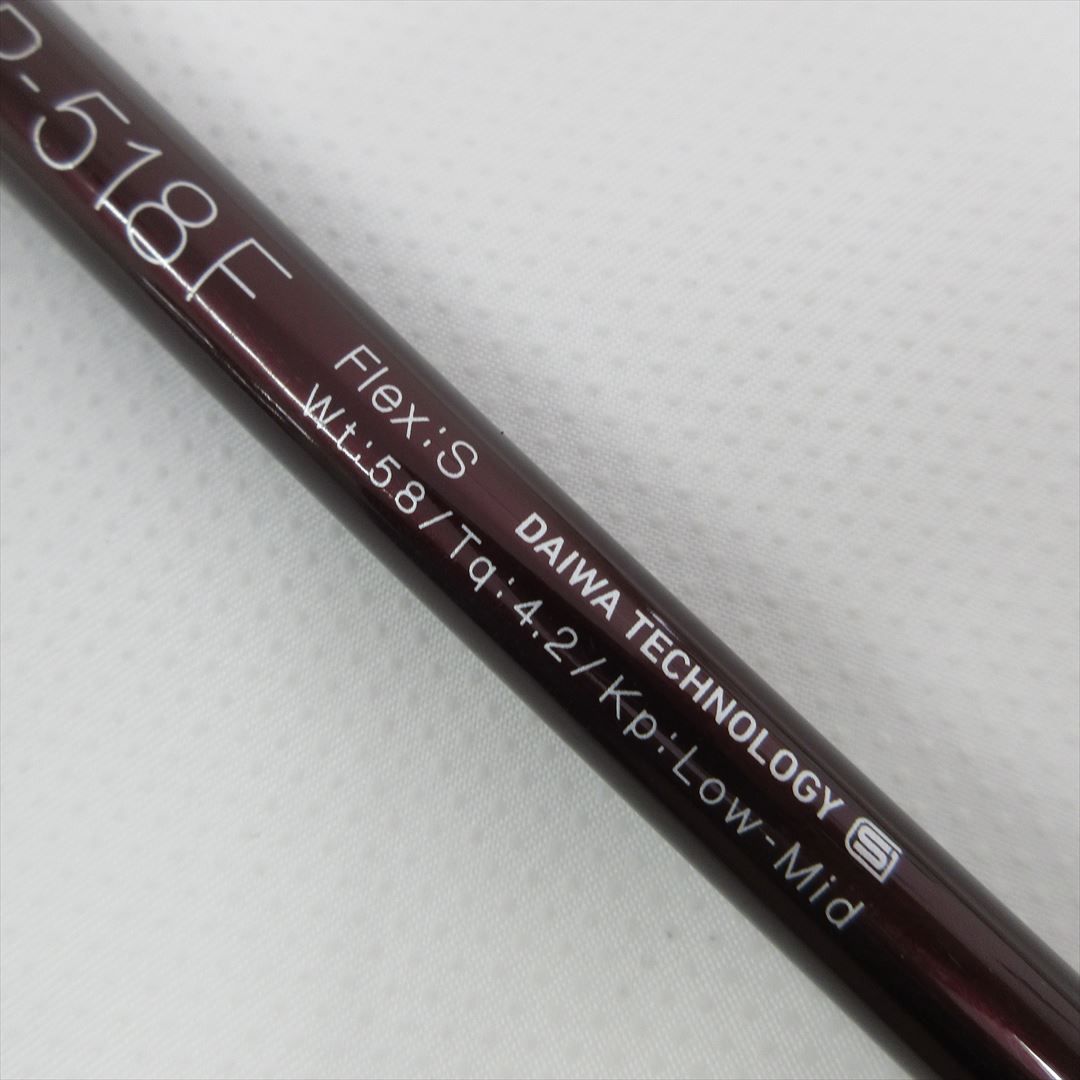 -518F
Flex:S
Wt:58/Tq:4.2/Kp:Low-Mid
DAIWA TECHNOLOGY